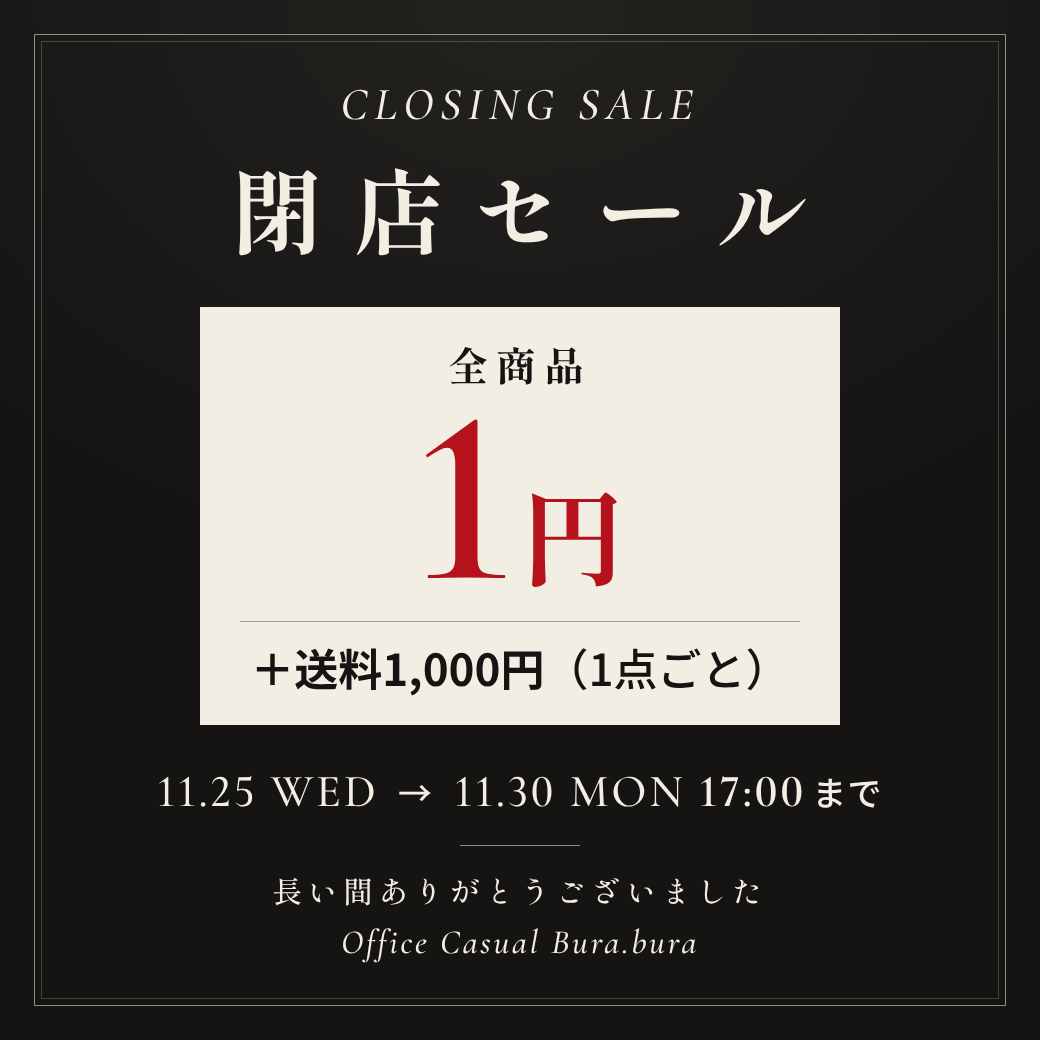 CLOSING SALE
閉店セール
全商品
1円
＋送料1,000円（1点ごと）
11.25 WED → 11.30 MON 17:00 まで
長い間ありがとうございました
Office Casual Bura.bura